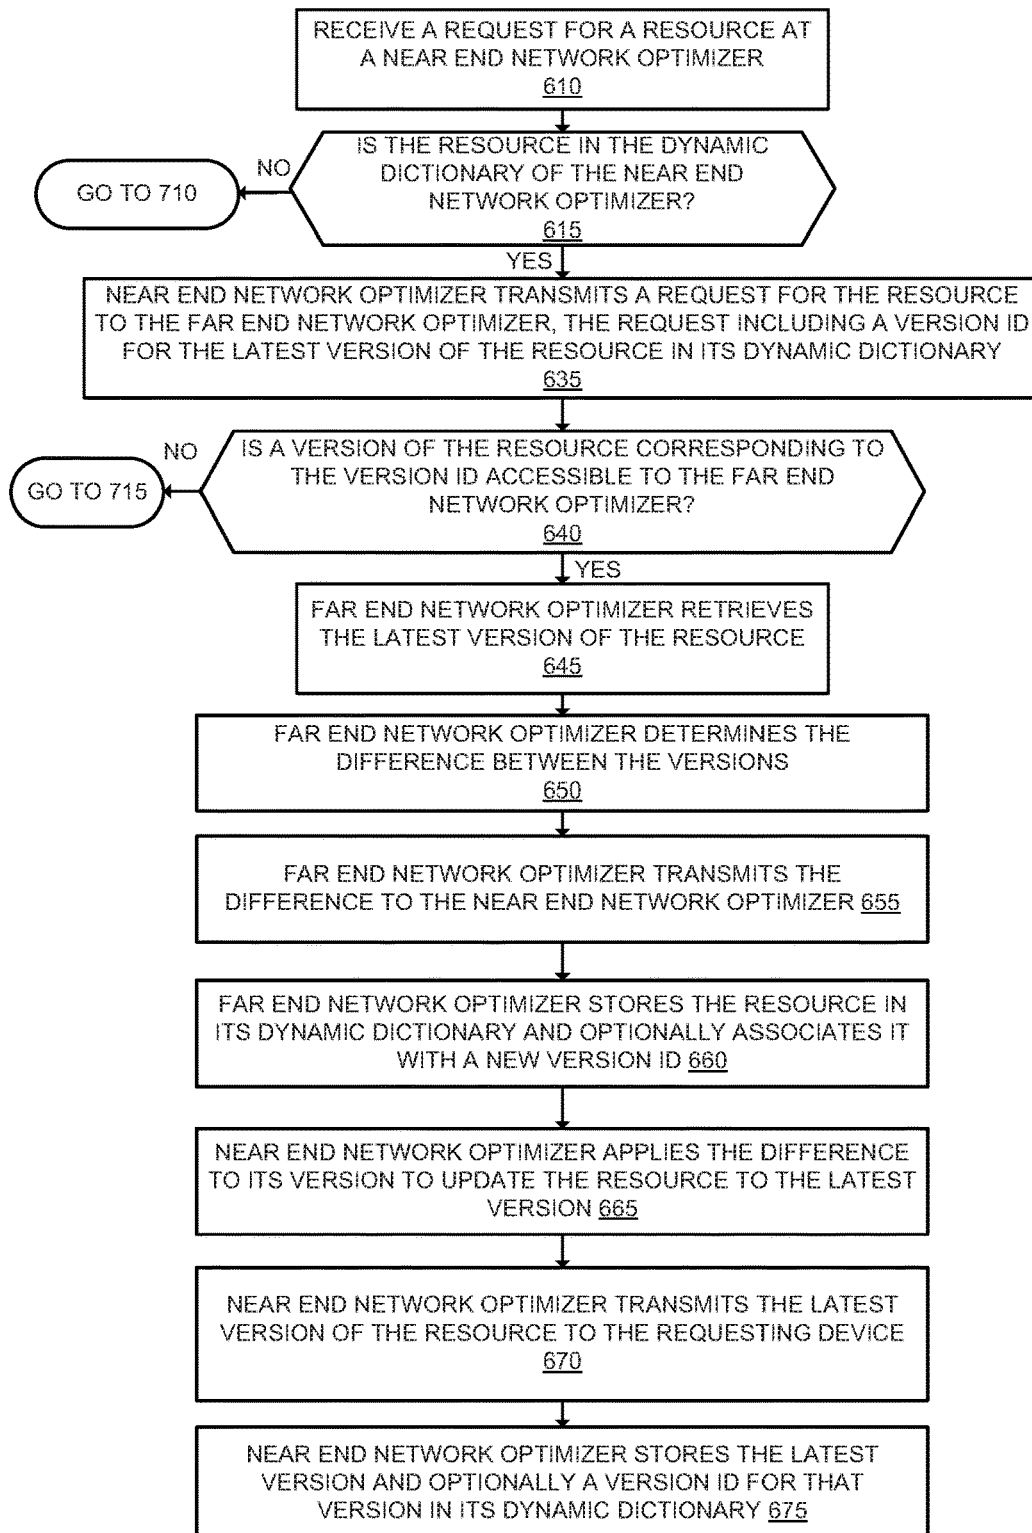 RECEIVE A REQUEST FOR A RESOURCE AT
A NEAR END NETWORK OPTIMIZER
610
IS THE RESOURCE IN THE DYNAMIC
DICTIONARY OF THE NEAR END
NETWORK OPTIMIZER?
615
NO
GO TO 710
YES
NEAR END NETWORK OPTIMIZER TRANSMITS A REQUEST FOR THE RESOURCE
TO THE FAR END NETWORK OPTIMIZER, THE REQUEST INCLUDING A VERSION ID
FOR THE LATEST VERSION OF THE RESOURCE IN ITS DYNAMIC DICTIONARY
635
IS A VERSION OF THE RESOURCE CORRESPONDING TO
THE VERSION ID ACCESSIBLE TO THE FAR END
NETWORK OPTIMIZER?
640
NO
GO TO 715
YES
FAR END NETWORK OPTIMIZER RETRIEVES
THE LATEST VERSION OF THE RESOURCE
645
FAR END NETWORK OPTIMIZER DETERMINES THE
DIFFERENCE BETWEEN THE VERSIONS
650
FAR END NETWORK OPTIMIZER TRANSMITS THE
DIFFERENCE TO THE NEAR END NETWORK OPTIMIZER 655
FAR END NETWORK OPTIMIZER STORES THE RESOURCE IN
ITS DYNAMIC DICTIONARY AND OPTIONALLY ASSOCIATES IT
WITH A NEW VERSION ID 660
NEAR END NETWORK OPTIMIZER APPLIES THE DIFFERENCE
TO ITS VERSION TO UPDATE THE RESOURCE TO THE LATEST
VERSION 665
NEAR END NETWORK OPTIMIZER TRANSMITS THE LATEST
VERSION OF THE RESOURCE TO THE REQUESTING DEVICE
670
NEAR END NETWORK OPTIMIZER STORES THE LATEST
VERSION AND OPTIONALLY A VERSION ID FOR THAT
VERSION IN ITS DYNAMIC DICTIONARY 675